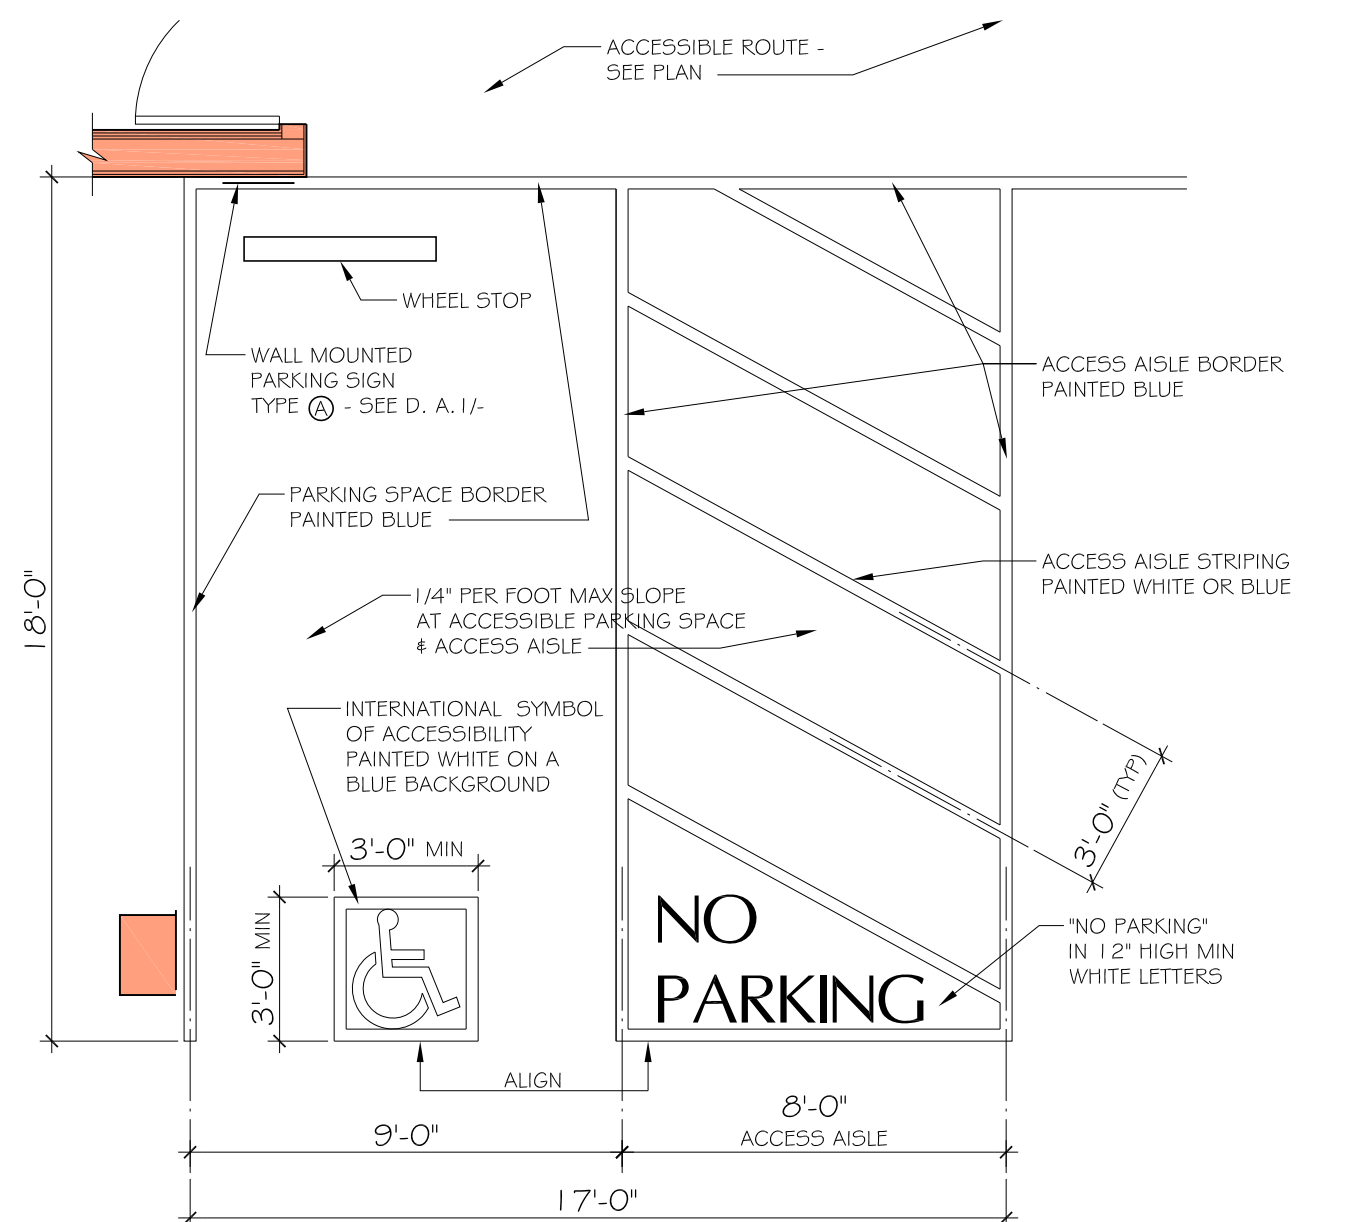 ACCESSIBLE ROUTE -
SEE PLAN
WHEEL STOP
WALL MOUNTED
PARKING SIGN
TYPE A - SEE D. A. 1/-
ACCESS AISLE BORDER
PAINTED BLUE
PARKING SPACE BORDER
PAINTED BLUE
ACCESS AISLE STRIPING
PAINTED WHITE OR BLUE
18'-0"
1/4" PER FOOT MAX SLOPE
AT ACCESSIBLE PARKING SPACE
& ACCESS AISLE
INTERNATIONAL SYMBOL
OF ACCESSIBILITY
PAINTED WHITE ON A
BLUE BACKGROUND
3'-0" (TYP)
3'-0" MIN
3'-0" MIN
NO
PARKING
"NO PARKING"
IN 12" HIGH MIN
WHITE LETTERS
ALIGN
9'-0"
8'-0"
ACCESS AISLE
17'-0"